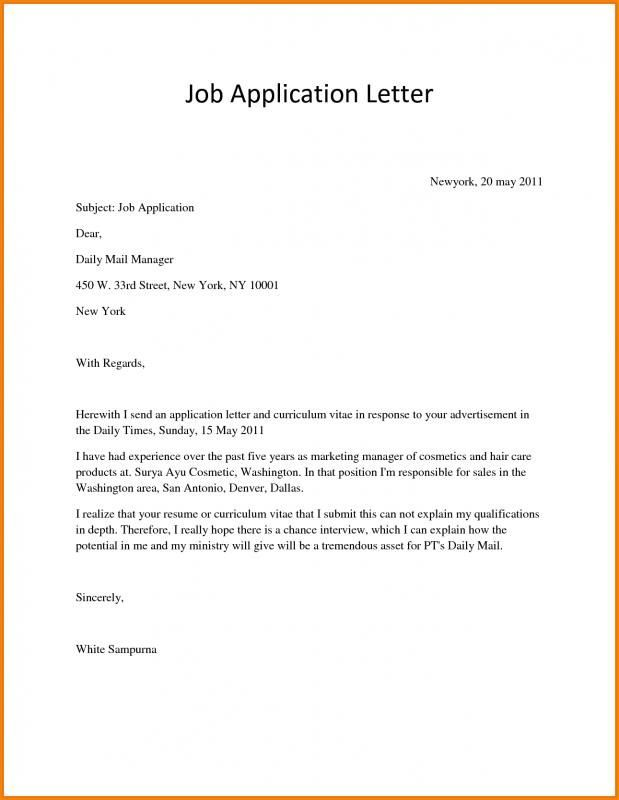 Job Application Letter
Newyork, 20 may 2011
Subject: Job Application
Dear,
Daily Mail Manager
450 W. 33rd Street, New York, NY 10001
New York
With Regards,
Herewith I send an application letter and curriculum vitae in response to your advertisement in
the Daily Times, Sunday, 15 May 2011
I have had experience over the past five years as marketing manager of cosmetics and hair care
products at. Surya Ayu Cosmetic, Washington. In that position I'm responsible for sales in the
Washington area, San Antonio, Denver, Dallas.
I realize that your resume or curriculum vitae that I submit this can not explain my qualifications
in depth. Therefore, I really hope there is a chance interview, which I can explain how the
potential in me and my ministry will give will be a tremendous asset for PT's Daily Mail.
Sincerely,
White Sampurna